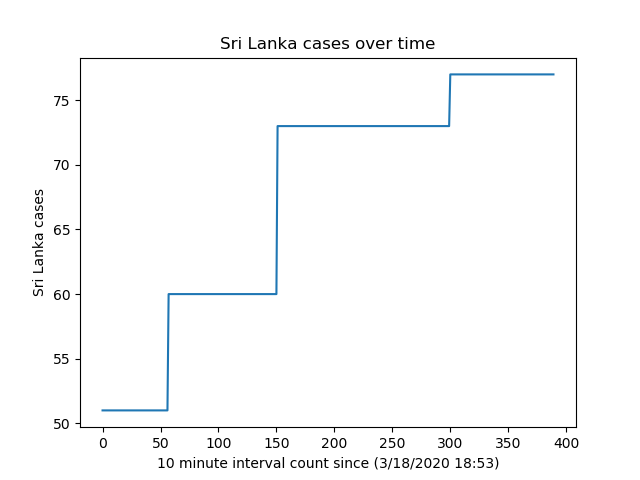 Sri Lanka cases over time
75
70
65
60
55
50
Sri Lanka cases
0 50 100 150 200 250 300 350 400
10 minute interval count since (3/18/2020 18:53)